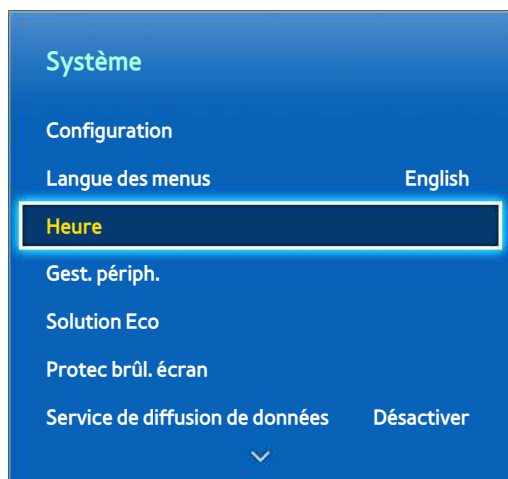 Système
Configuration
Langue des menus English
Heure
Gest. périph.
Solution Eco
Protec brûl. écran
Service de diffusion de données Désactiver